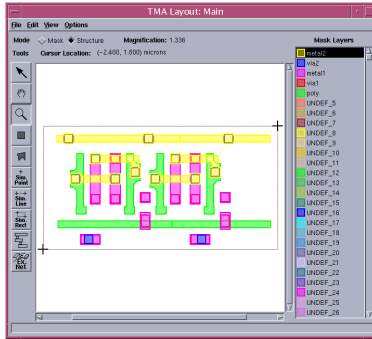 TMA Layout: Main
File Edit View Options
Mode Mask Structure Magnification: 1.336
Tools Cursor Location: (-2.400, 1.800) microns
Mask Layers
metal2
via2
metal1
via1
poly
UNDEF_5
UNDEF_6
UNDEF_7
UNDEF_8
UNDEF_9
UNDEF_10
UNDEF_11
UNDEF_12
UNDEF_13
UNDEF_14
UNDEF_15
UNDEF_16
UNDEF_17
UNDEF_18
UNDEF_19
UNDEF_20
UNDEF_21
UNDEF_22
UNDEF_23
UNDEF_24
UNDEF_25
UNDEF_26
Sim.
Point
Sim.
Line
Sim.
Rect
EX.
Net